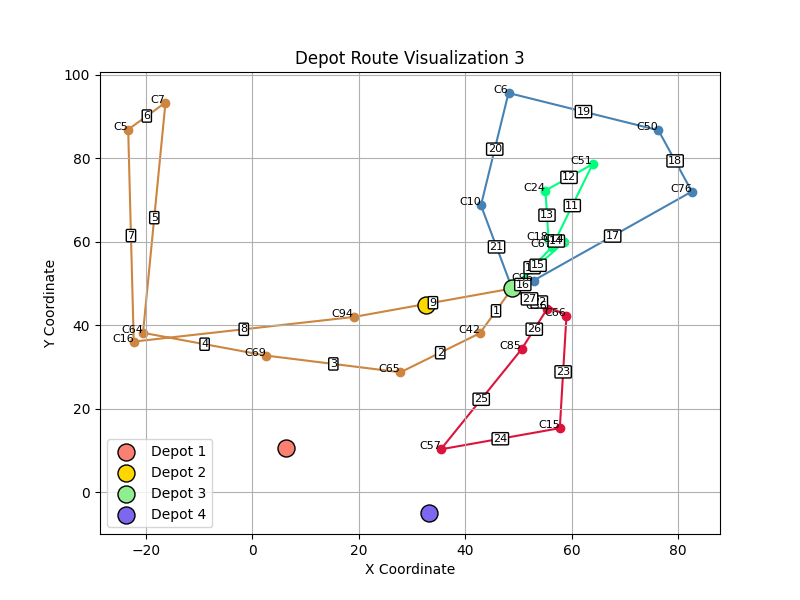 Depot Route Visualization 3
100
80
60
40
20
0
Y Coordinate
−20
0
20
40
60
80
X Coordinate
C7
C5
6
5
7
C64
C16
4
8
C69
3
C65
2
C42
1
C94
9
C6
19
C50
18
C76
17
20
C10
21
C51
12
C24
11
13
C18
14
15
16
27
C66
26
C85
23
25
C15
24
C57
Depot 1
Depot 2
Depot 3
Depot 4